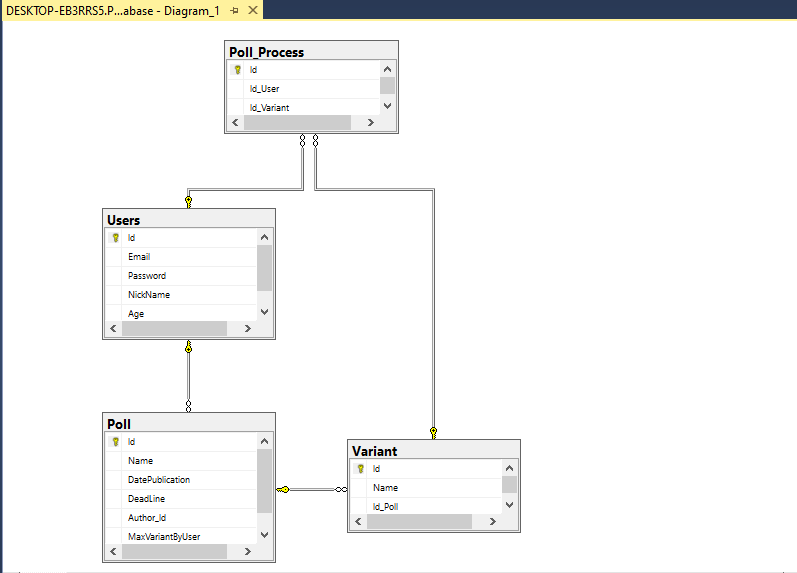 DESKTOP-EB3RRS5.P...abase - Diagram_1
Poll_Process
Id
Id_User
Id_Variant
Users
Id
Email
Password
NickName
Age
Poll
Id
Name
DatePublication
DeadLine
Author_Id
MaxVariantByUser
Variant
Id
Name
Id_Poll